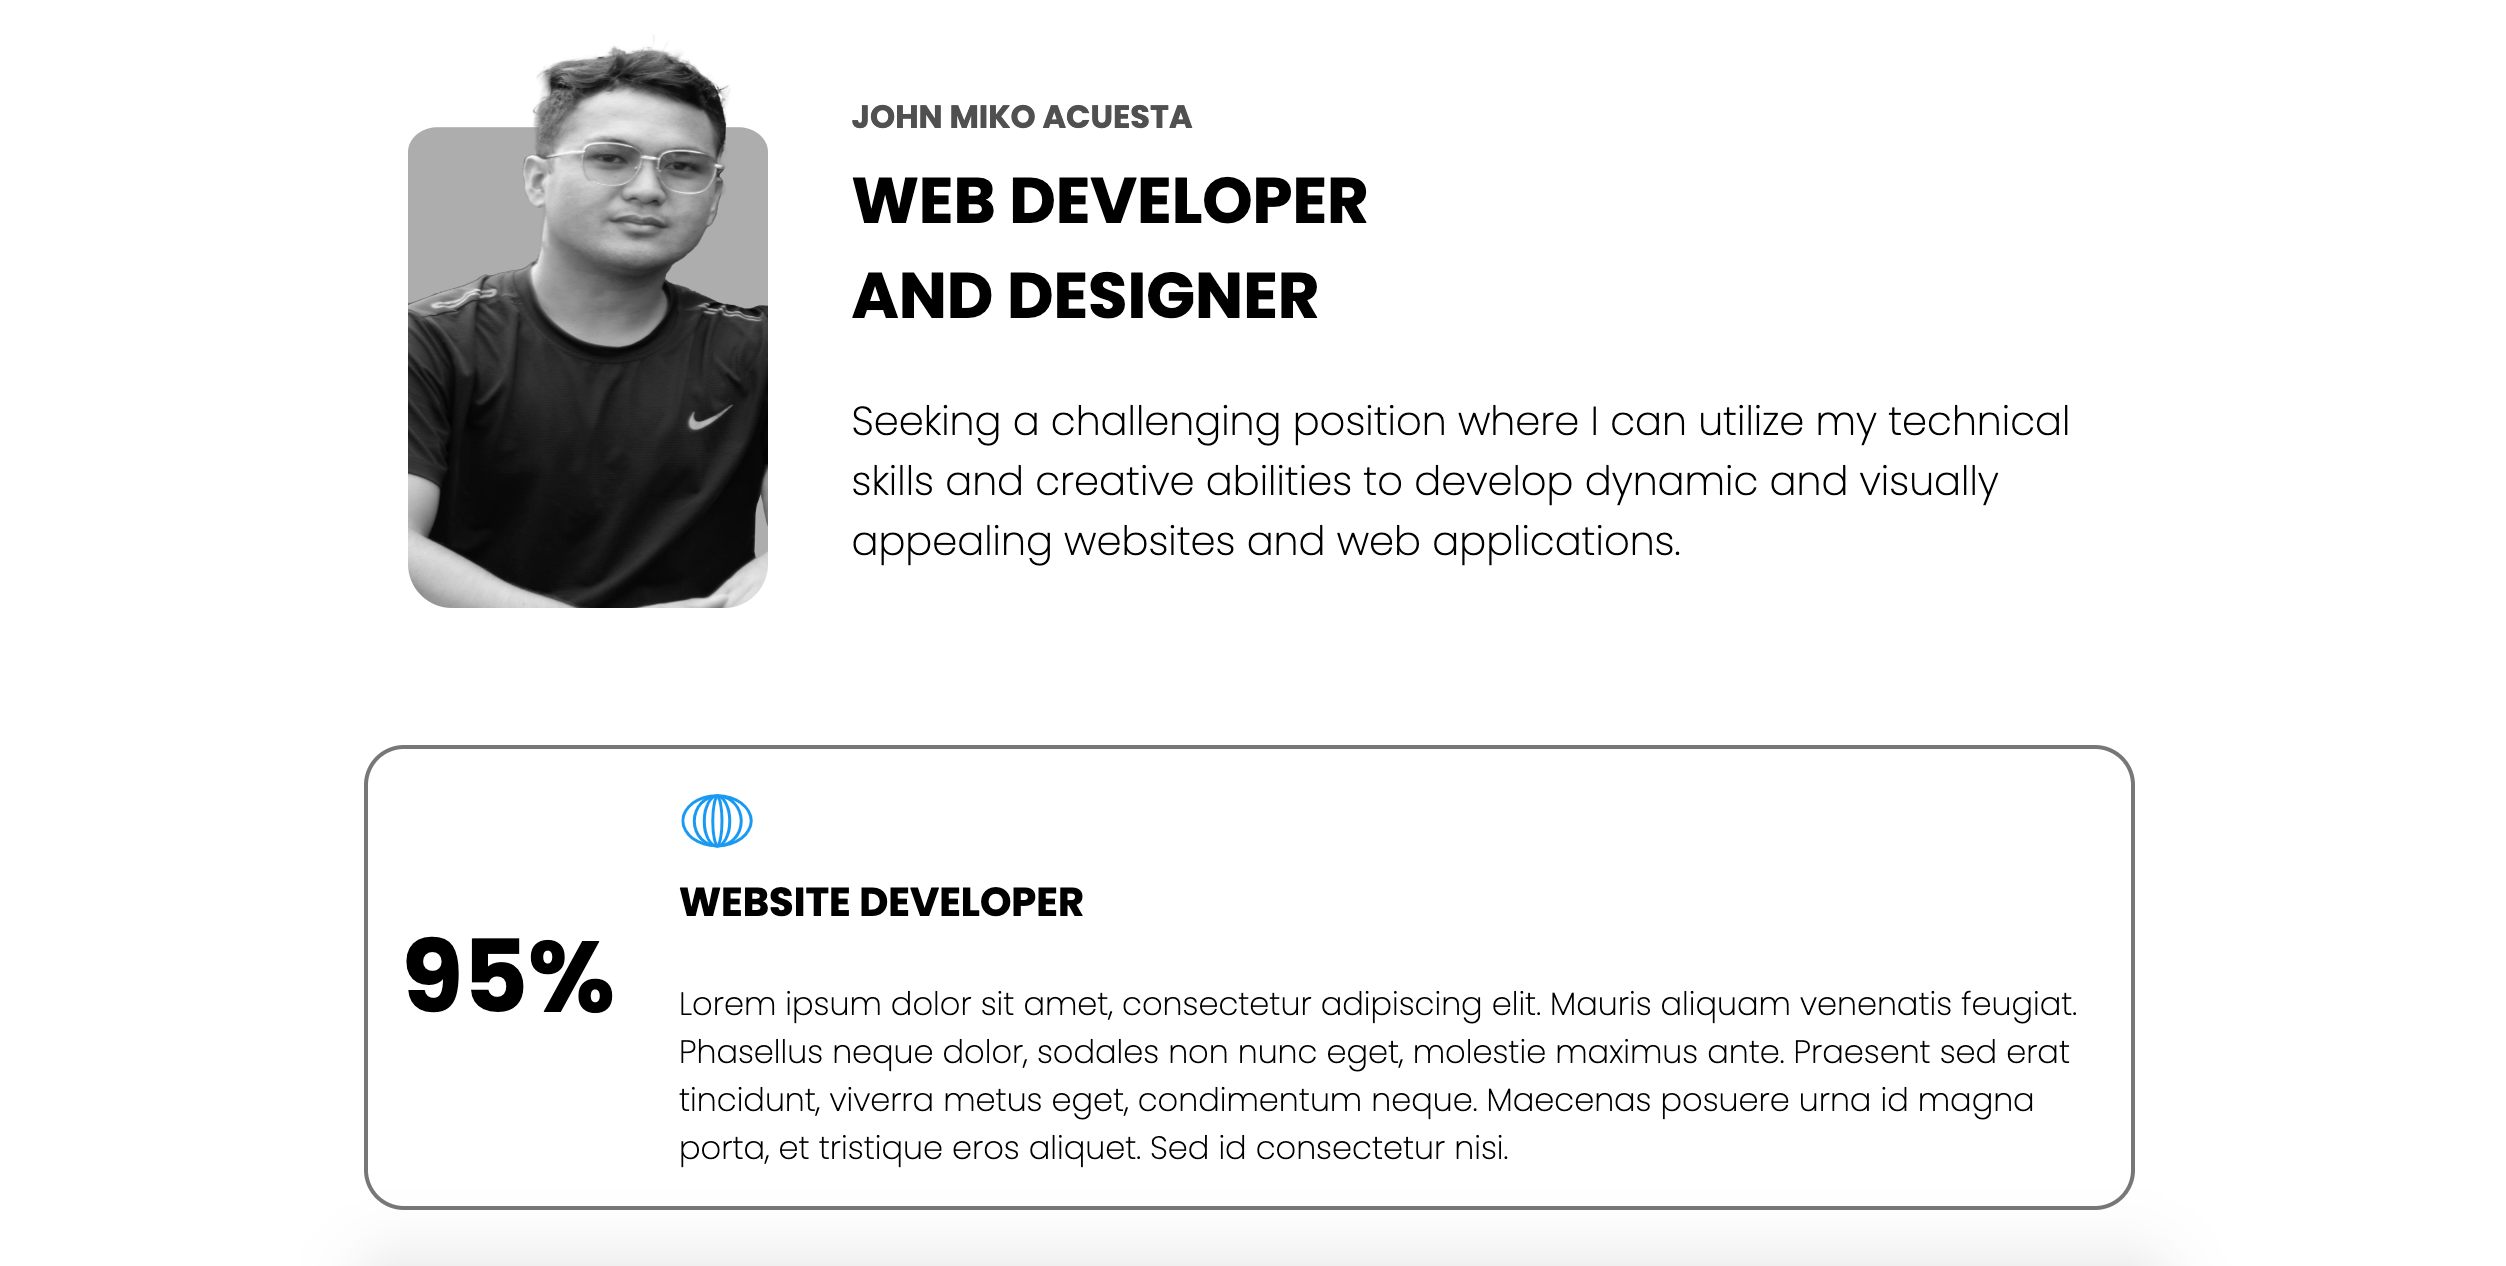 JOHN MIKO ACUESTA
WEB DEVELOPER
AND DESIGNER
Seeking a challenging position where I can utilize my technical
skills and creative abilities to develop dynamic and visually
appealing websites and web applications.
WEBSITE DEVELOPER
95%
Lorem ipsum dolor sit amet, consectetur adipiscing elit. Mauris aliquam venenatis feugiat.
Phasellus neque dolor, sodales non nunc eget, molestie maximus ante. Praesent sed erat
tincidunt, viverra metus eget, condimentum neque. Maecenas posuere urna id magna
porta, et tristique eros aliquet. Sed id consectetur nisi.